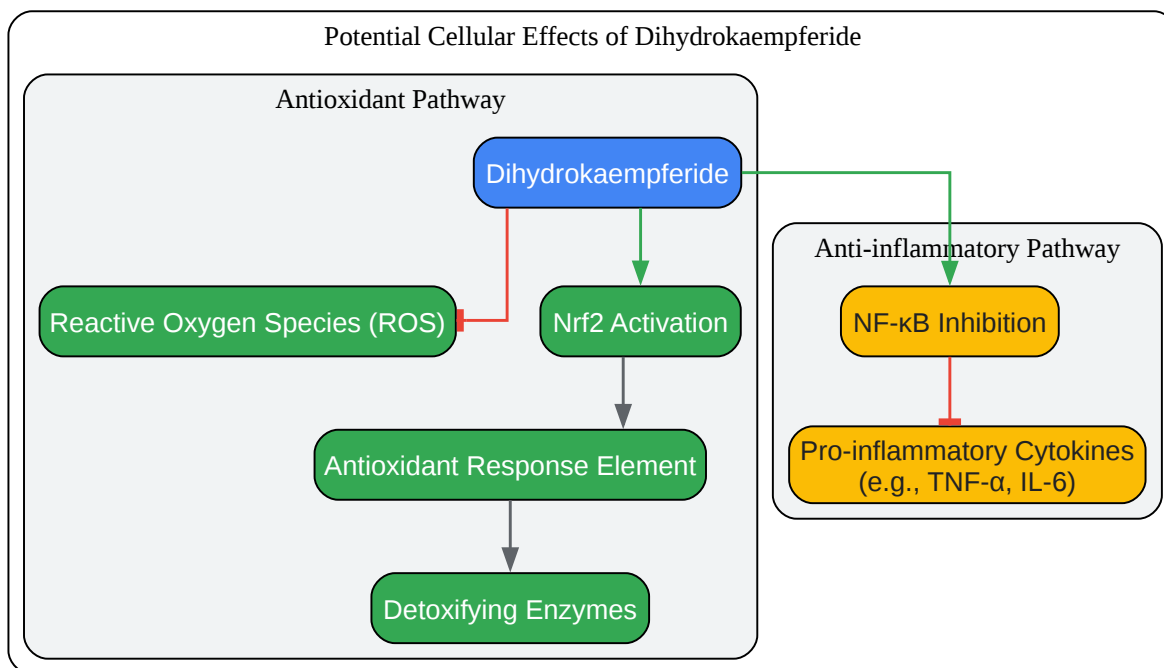 Potential Cellular Effects of Dihydrokaempferide
Antioxidant Pathway
Dihydrokaempferide
Anti-inflammatory Pathway
Reactive Oxygen Species (ROS)
Nrf2 Activation
NF-κB Inhibition
Antioxidant Response Element
Pro-inflammatory Cytokines
(e.g., TNF-α, IL-6)
Detoxifying Enzymes